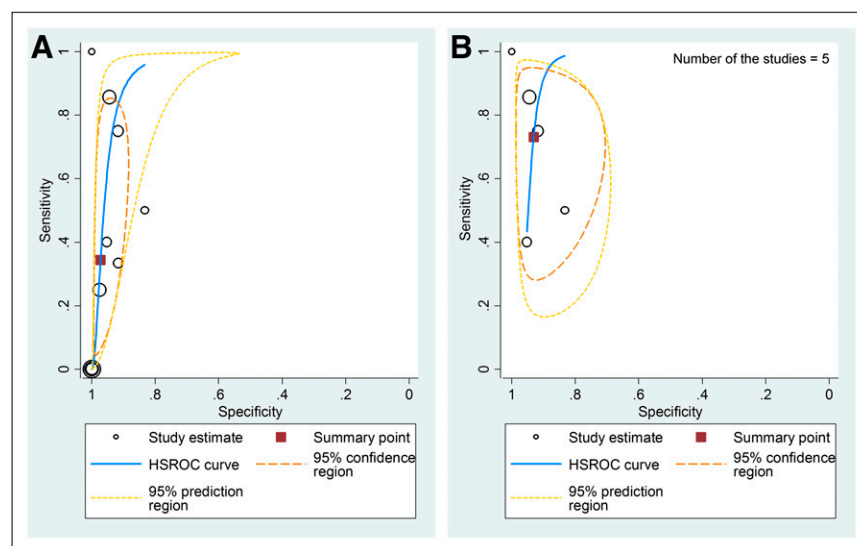 A
Sensitivity
1
.8
.6
.4
.2
0
1 .8 .6 .4 .2 0
Specificity
Study estimate Summary point
HSROC curve 95% confidence
region
95% prediction
region
B
Number of the studies = 5
Sensitivity
1
.8
.6
.4
.2
0
1 .8 .6 .4 .2 0
Specificity
Study estimate Summary point
HSROC curve 95% confidence
region
95% prediction
region